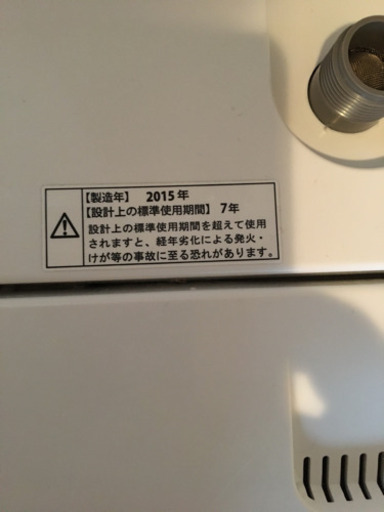 【製造年】 2015年
【設計上の標準使用期間】 7年
設計上の標準使用期間を超えて使用
されますと、経年劣化による発火・
けが等の事故に至る恐れがあります。